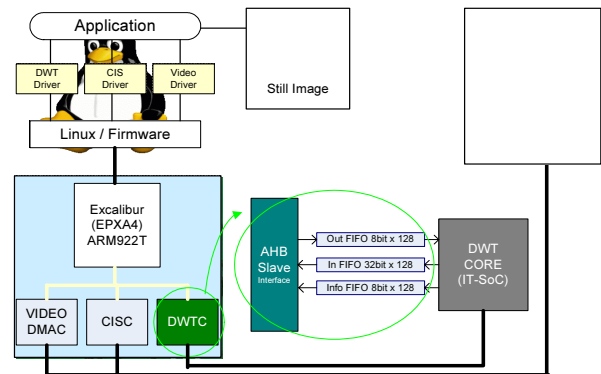 Application
DWT
Driver
CIS
Driver
Video
Driver
Still Image
Linux / Firmware
Excalibur
(EPXA4)
ARM922T
VIDEO
DMAC
CISC
DWTC
AHB
Slave
Interface
Out FIFO 8bit x 128
In FIFO 32bit x 128
Info FIFO 8bit x 128
DWT
CORE
(IT-SoC)